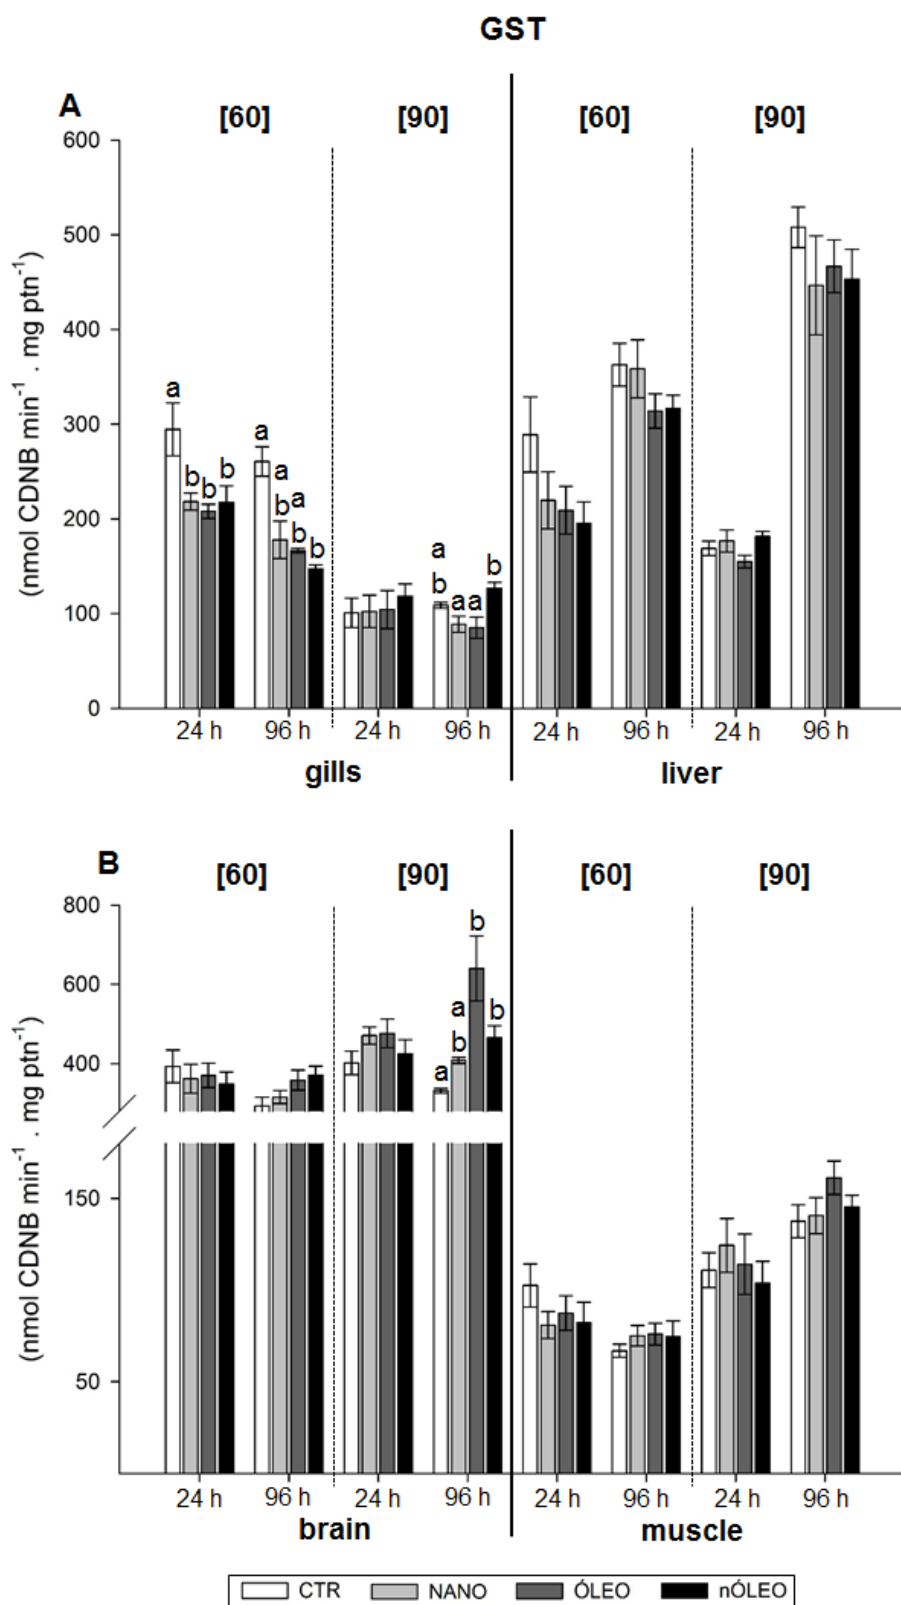 GST
A
[60] [90] [60] [90]
600
500
400
300
200
100
0
(nmol CDNB min⁻¹ . mg ptn⁻¹)
a
b b b
a
a
b a
b b
a
b a a b
24 h 96 h 24 h 96 h 24 h 96 h 24 h 96 h
gills liver
B
[60] [90] [60] [90]
800
600
400
150
50
(nmol CDNB min⁻¹ . mg ptn⁻¹)
b
a b
b
a
24 h 96 h 24 h 96 h 24 h 96 h 24 h 96 h
brain muscle
CTR NANO ÓLEO nÓLEO